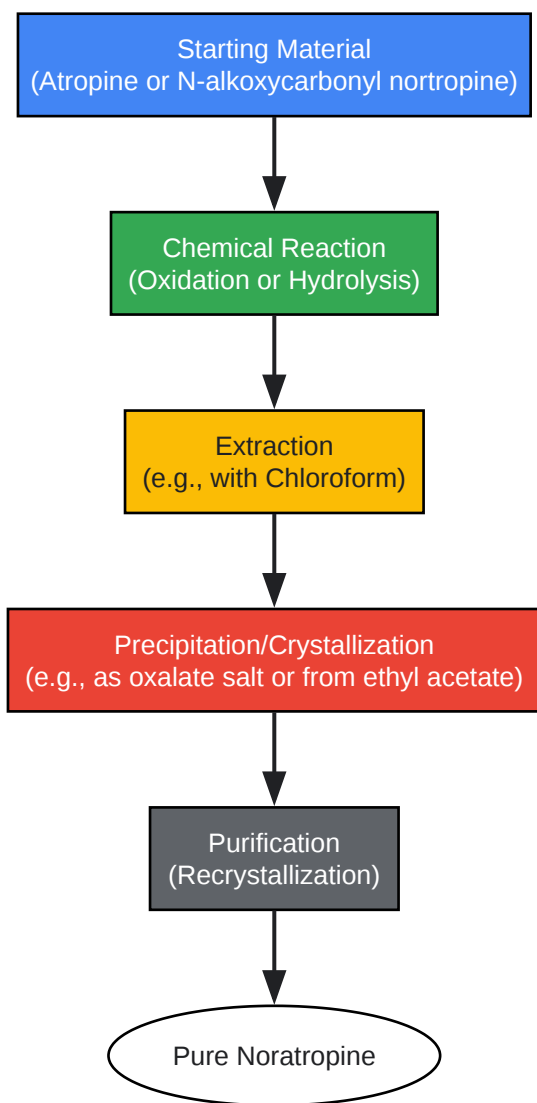 Starting Material
(Atropine or N-alkoxycarbonyl nortropine)
Chemical Reaction
(Oxidation or Hydrolysis)
Extraction
(e.g., with Chloroform)
Precipitation/Crystallization
(e.g., as oxalate salt or from ethyl acetate)
Purification
(Recrystallization)
Pure Noratropine